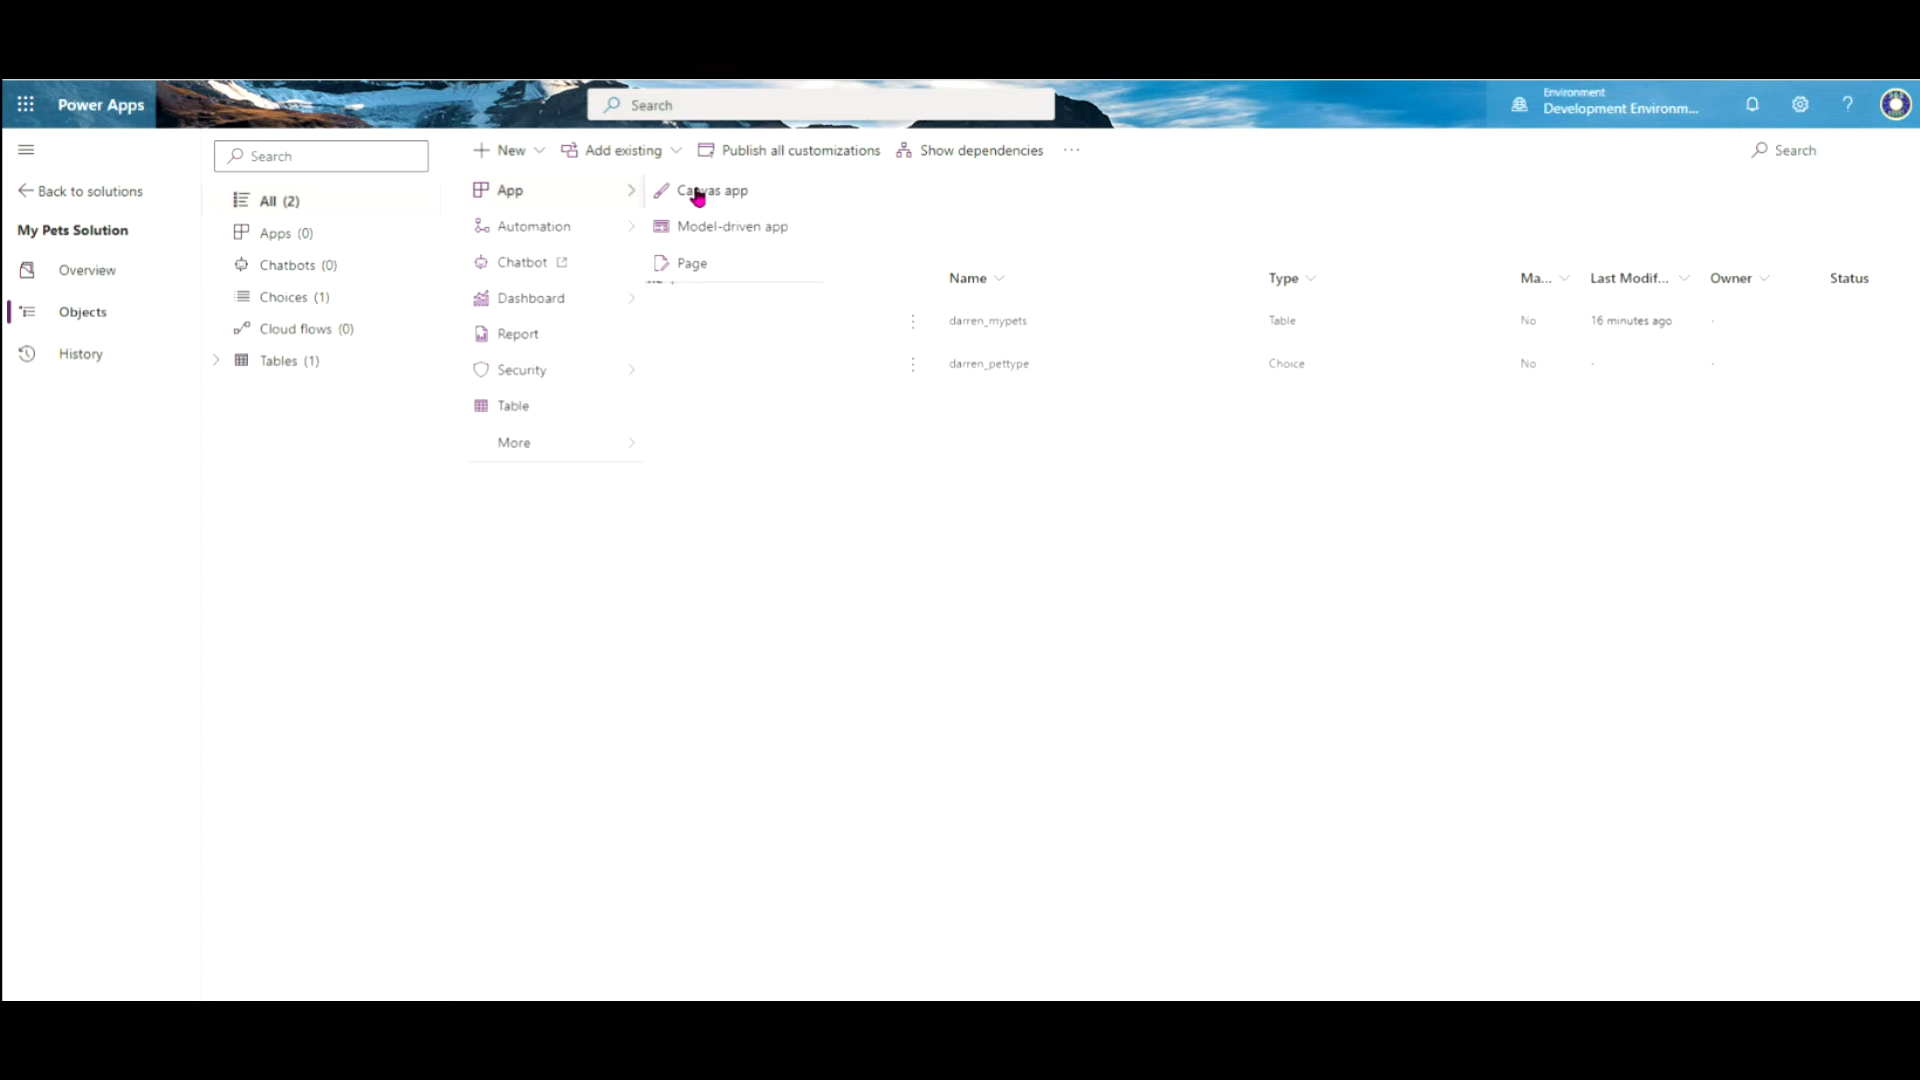 Power Apps
Search
Environment
Development Environm...
?
Search
New
Add existing
Publish all customizations
Show dependencies
...
Search
Back to solutions
My Pets Solution
Overview
Objects
History
All (2)
Apps (0)
Chatbots (0)
Choices (1)
Cloud flows (0)
Tables (1)
App
Automation
Chatbot
Dashboard
Report
Security
Table
More
Canvas app
Model-driven app
Page
Name
Type
Ma...
Last Modif...
Owner
Status
darren_mypets
Table
No
16 minutes ago
-
darren_pettype
Choice
No
-
-